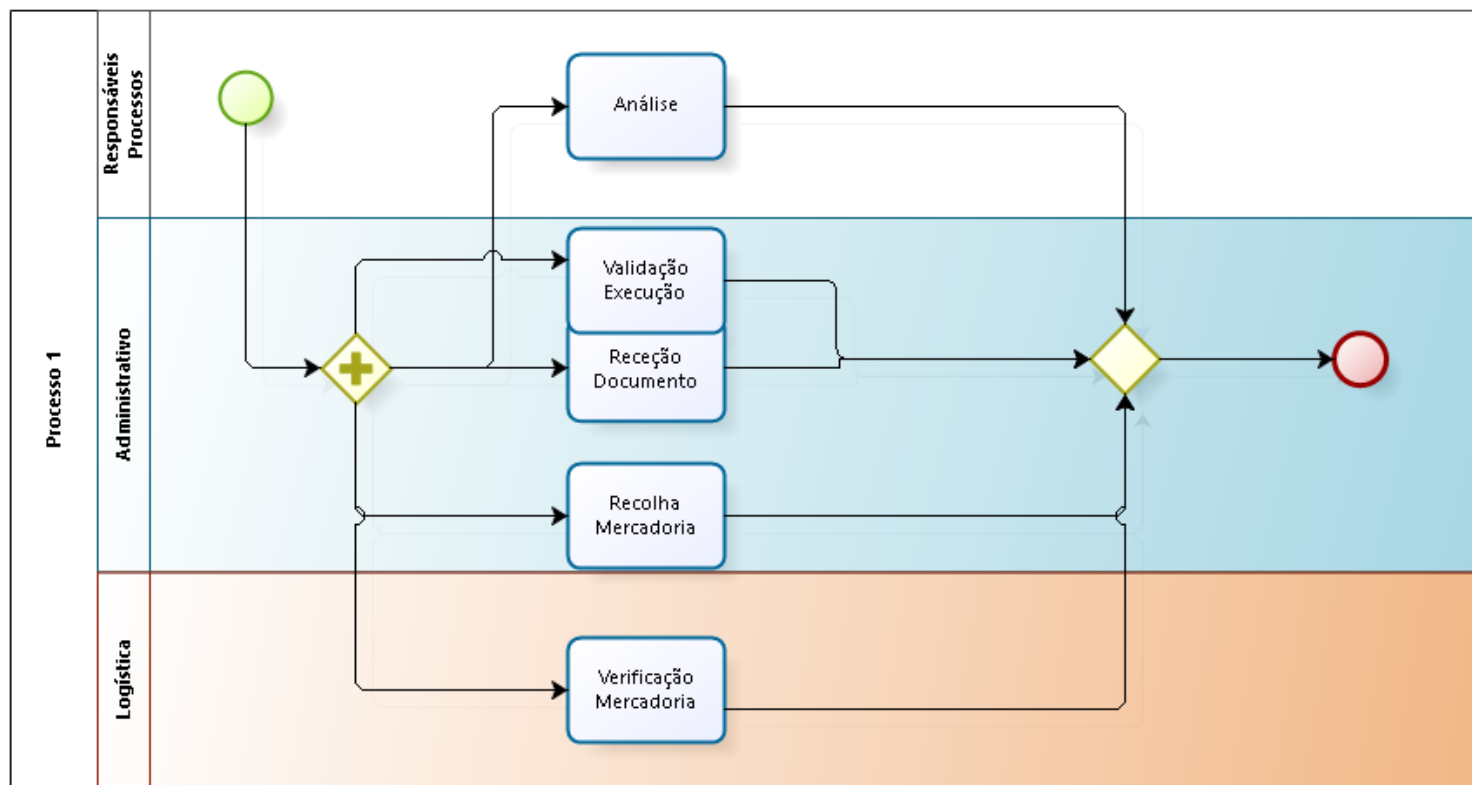 Processo 1
Responsáveis
Processos
Análise
Administrativo
Validação
Execução
Receção
Documento
Recolha
Mercadoria
Logística
Verificação
Mercadoria